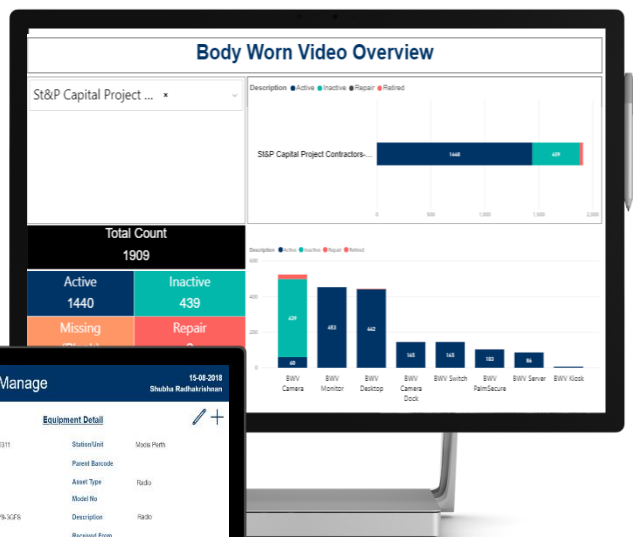 Body Worn Video Overview
St&P Capital Project ... ×
Description Active Inactive Repair Retired
St&P Capital Project Contractors-...
1440 439
0 500 1,000 1,500 2,000
Total Count
1909
Active Inactive
1440 439
Missing Repair
Description Active Inactive Repair Retired
600
400
200
0
439
60
453
442
145
145
103
86
BWV Camera
BWV Monitor
BWV Desktop
BWV Camera Dock
BWV Switch
BWV PalmSecure
BWV Server
BWV Kiosk
Manage
15-08-2018
Shubha Radhakrishnan
Equipment Detail
Station/Unit
Parent Barcode
Asset Type Radio
Model No
Description Radio
Received From